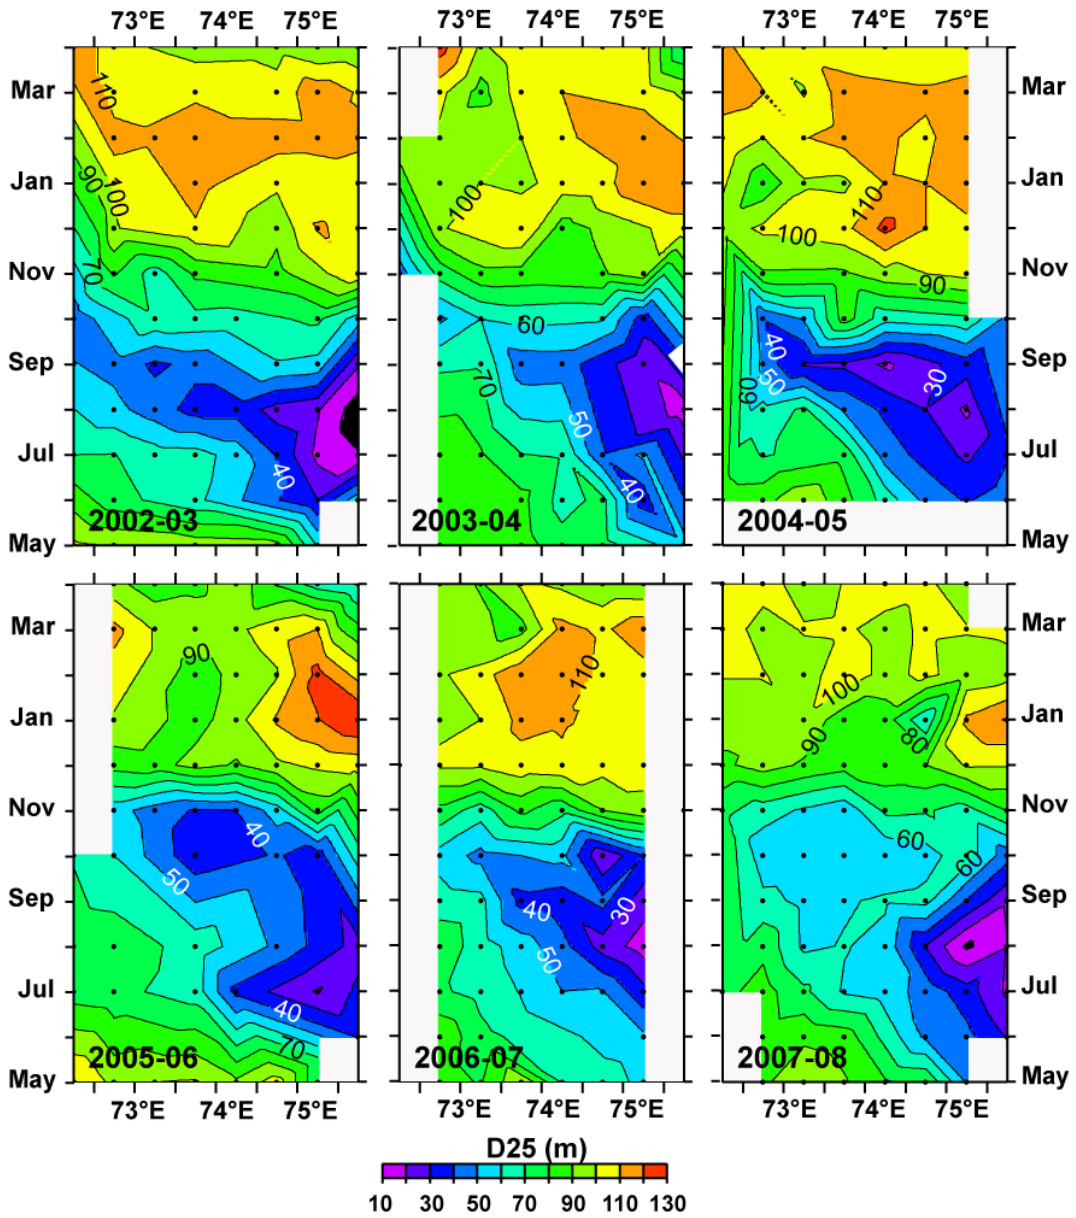 73°E 74°E 75°E 73°E 74°E 75°E 73°E 74°E 75°E
Mar 110 Mar
90 100 Jan 100 110 Jan
70 Nov 100 90 Nov
60
Sep 70 40 50 60 30 Sep
Jul 40 50 40 Jul
2002-03 2003-04 2004-05
May May
Mar 90 110 Mar
Jan 100 90 80 Jan
Nov 40 60 60 Nov
Sep 50 40 30 Sep
50
Jul 40 Jul
70
2005-06 2006-07 2007-08
May May
73°E 74°E 75°E 73°E 74°E 75°E 73°E 74°E 75°E
D25 (m)
10 30 50 70 90 110 130